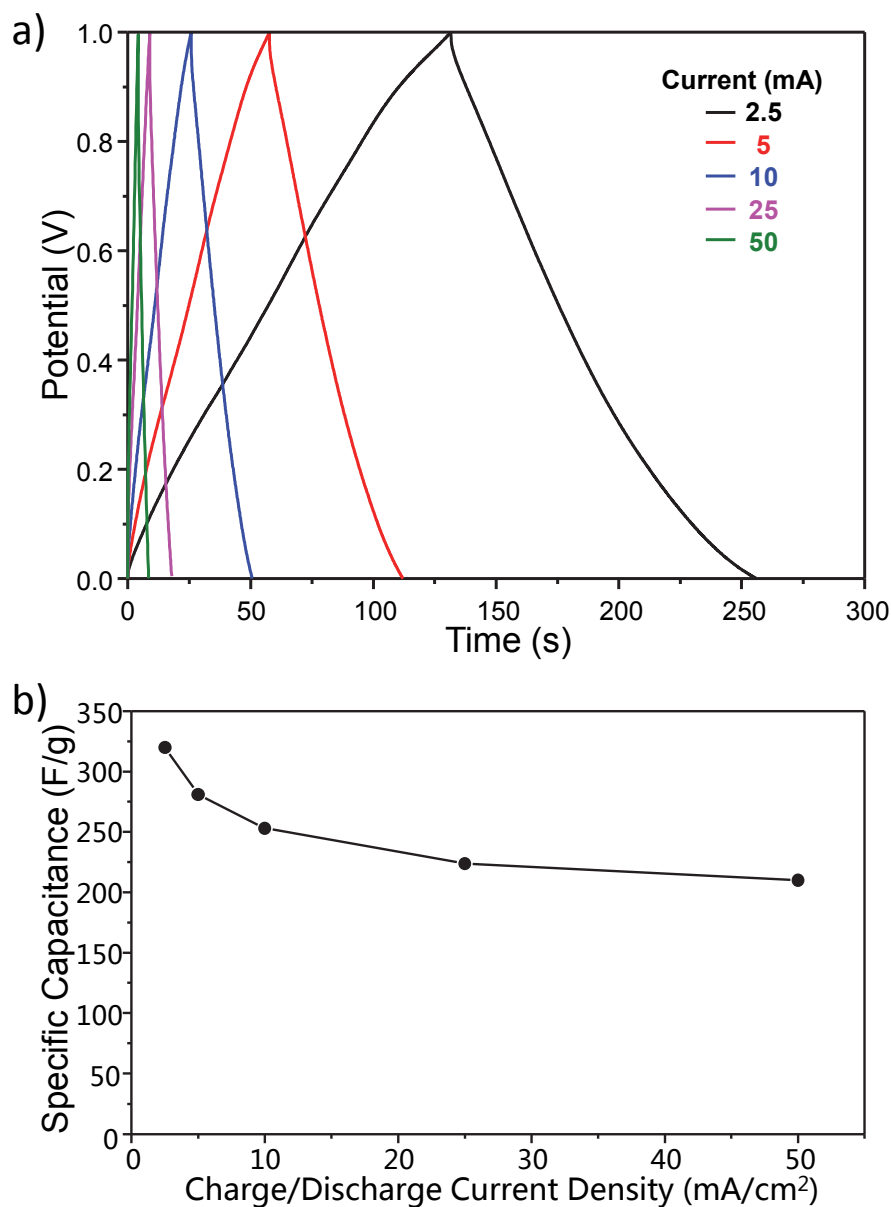 a)
1.0
0.8
0.6
0.4
0.2
0.0
Potential (V)
Current (mA)
2.5
5
10
25
50
0 50 100 150 200 250 300
Time (s)
b)
350
300
250
200
150
100
50
0
Specific Capacitance (F/g)
0 10 20 30 40 50
Charge/Discharge Current Density (mA/cm²)